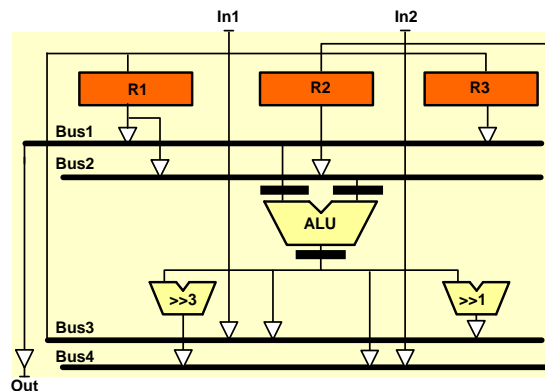 In1 In2
R1 R2 R3
Bus1
Bus2
ALU
>>3 >>1
Bus3
Bus4
Out